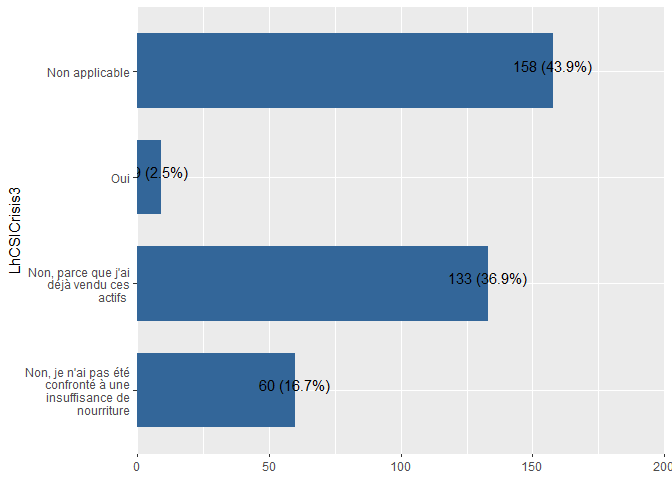 LhCSICrisis3
Non applicable
158 (43.9%)
Oui
9 (2.5%)
Non, parce que j'ai
déjà vendu ces
actifs
133 (36.9%)
Non, je n'ai pas été
confronté à une
insuffisance de
nourriture
60 (16.7%)
0
50
100
150
200